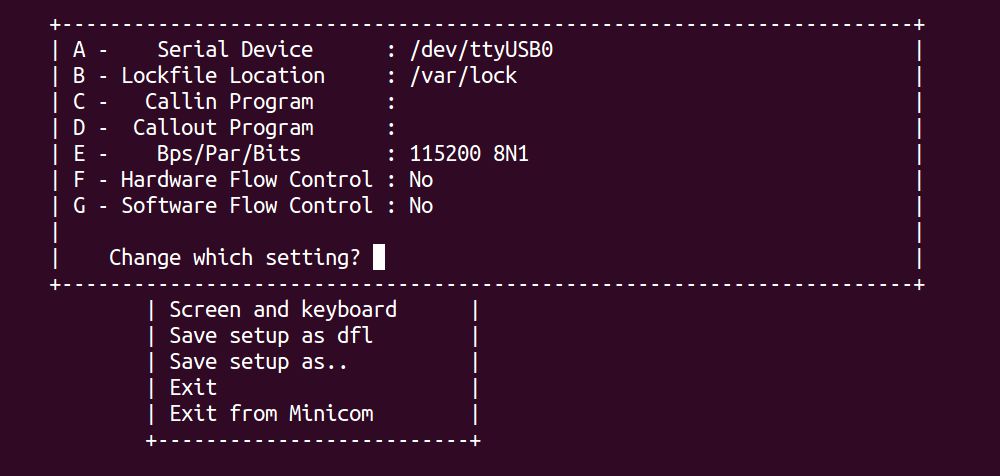 +-----------------------------------------------------------------------+
| A -    Serial Device      : /dev/ttyUSB0                              |
| B - Lockfile Location     : /var/lock                                 |
| C -   Callin Program      :                                           |
| D -  Callout Program      :                                           |
| E -    Bps/Par/Bits       : 115200 8N1                                |
| F - Hardware Flow Control : No                                        |
| G - Software Flow Control : No                                        |
|                                                                       |
|    Change which setting?                                              |
+-----------------------------------------------------------------------+
        | Screen and keyboard      |
        | Save setup as dfl        |
        | Save setup as..          |
        | Exit                     |
        | Exit from Minicom        |
        +--------------------------+